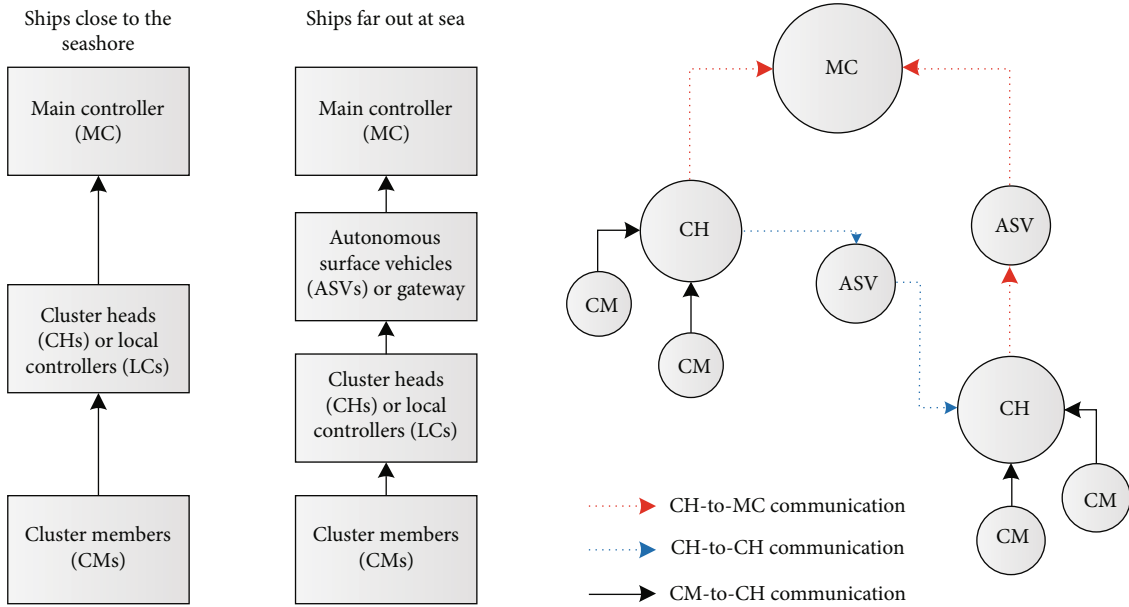 Ships close to the
seashore
Main controller
(MC)
Cluster heads
(CHs) or local
controllers (LCs)
Cluster members
(CMs)
Ships far out at sea
Main controller
(MC)
Autonomous
surface vehicles
(ASVs) or gateway
Cluster heads
(CHs) or local
controllers (LCs)
Cluster members
(CMs)
MC
CH
ASV
ASV
CM
CM
CH
CM
CM
CH-to-MC communication
CH-to-CH communication
CM-to-CH communication